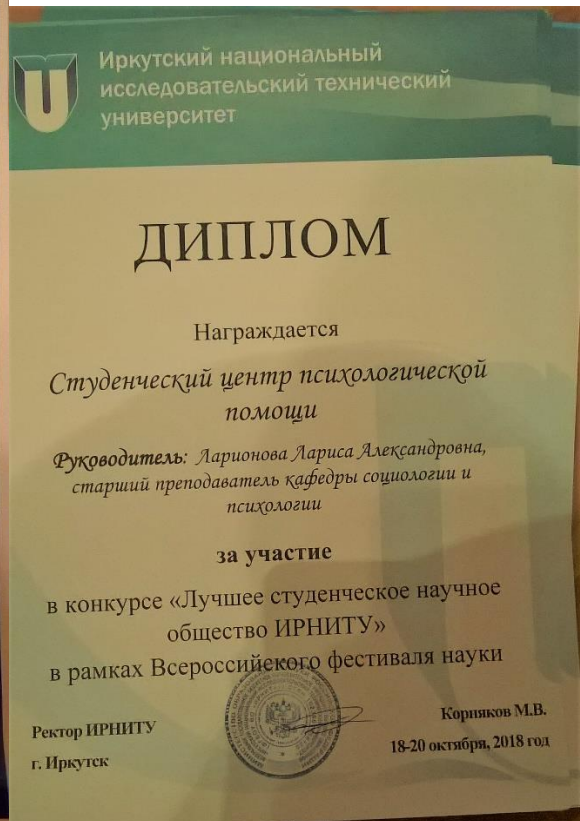 Иркутский национальный
исследовательский технический
университет
ДИПЛОМ
Награждается
Студенческий центр психологической
помощи
Руководитель: Ларионова Лариса Александровна,
старший преподаватель кафедры социологии и
психологии
за участие
в конкурсе «Лучшее студенческое научное
общество ИРНИТУ»
в рамках Всероссийского фестиваля науки
Ректор ИРНИТУ
Корняков М.В.
г. Иркутск
18-20 октября, 2018 год